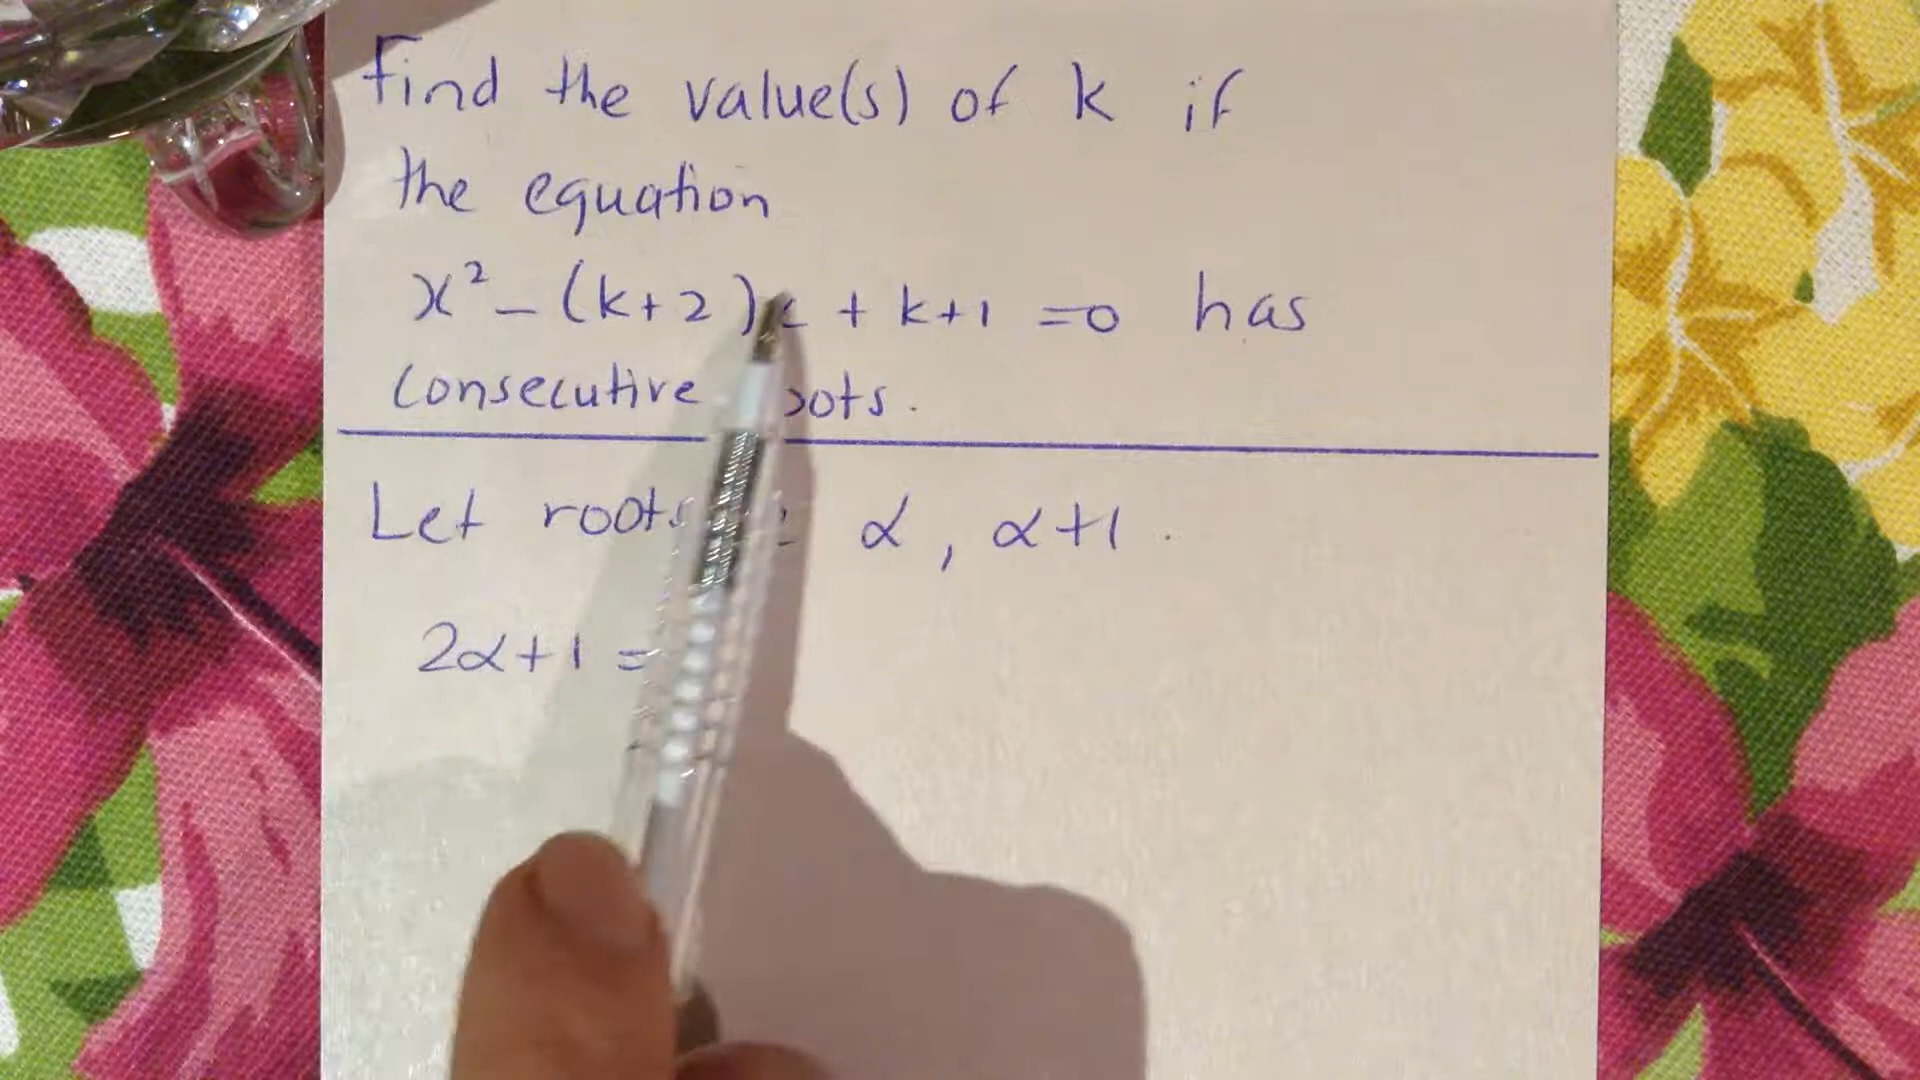 Find the value(s) of k if
the equation
x² - (k+2)x + k+1 =0 has
consecutive
Let roots : α , α+1 .
2α+1 =